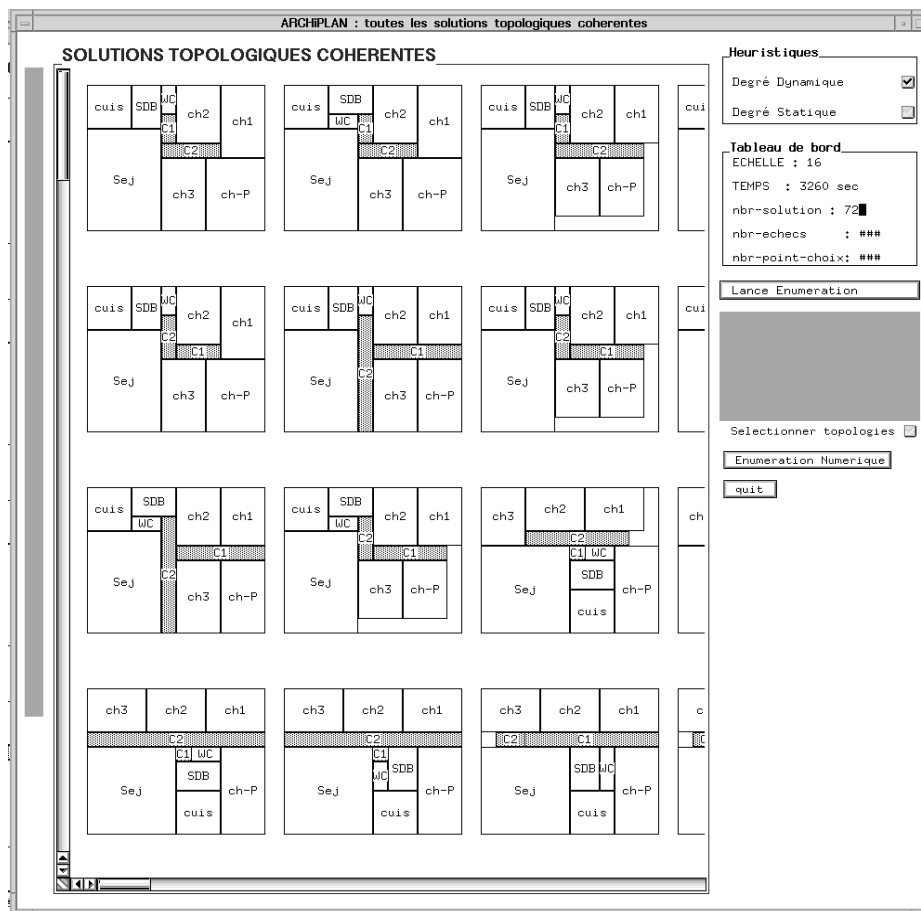 ARCHiPLAN : toutes les solutions topologiques coherentes
SOLUTIONS TOPOLOGIQUES COHERENTES
cuis SDB WC ch2 ch1
C1
C2
Sej ch3 ch-P
cuis SDB ch2 ch1
WC C1
C2
Sej ch3 ch-P
cuis SDB WC ch2 ch1
C1
C2
Sej ch3 ch-P
cui
cuis SDB WC ch2 ch1
C2
C1
Sej ch3 ch-P
cuis SDB WC ch2 ch1
C1
C2
Sej ch3 ch-P
cuis SDB WC ch2 ch1
C2
C1
Sej ch3 ch-P
cui
cuis SDB ch2 ch1
WC
C1
C2
Sej ch3 ch-P
cuis SDB ch2 ch1
WC C2
C1
Sej ch3 ch-P
ch3 ch2 ch1
C2
C1 WC
Sej SDB ch-P
cuis
ch
ch3 ch2 ch1
C2
C1 WC
SDB
Sej ch-P
cuis
ch3 ch2 ch1
C2
C1
WC SDB
Sej ch-P
cuis
ch3 ch2 ch1
C2 C1
SDB WC
Sej ch-P
cuis
c
Heuristiques
Degré Dynamique
Degré Statique
Tableau de bord
ECHELLE : 16
TEMPS : 3260 sec
nbr-solution : 72
nbr-echecs : ###
nbr-point-choix: ###
Lance Enumeration
Selectionner topologies
Enumeration Numerique
quit